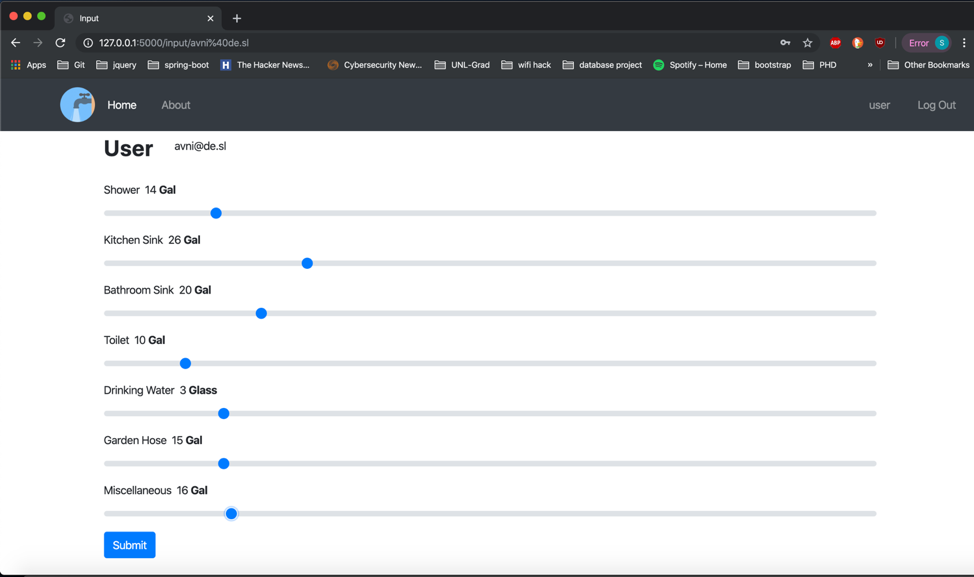 Input
127.0.0.1:5000/input/avni%40de.sl
ABP
UD
Error
S
Apps
Git
jquery
spring-boot
H The Hacker News...
Cybersecurity New...
UNL-Grad
wifi hack
database project
Spotify – Home
bootstrap
PHD
»
Other Bookmarks
Home
About
user
Log Out
User avni@de.sl
Shower 14 Gal
Kitchen Sink 26 Gal
Bathroom Sink 20 Gal
Toilet 10 Gal
Drinking Water 3 Glass
Garden Hose 15 Gal
Miscellaneous 16 Gal
Submit